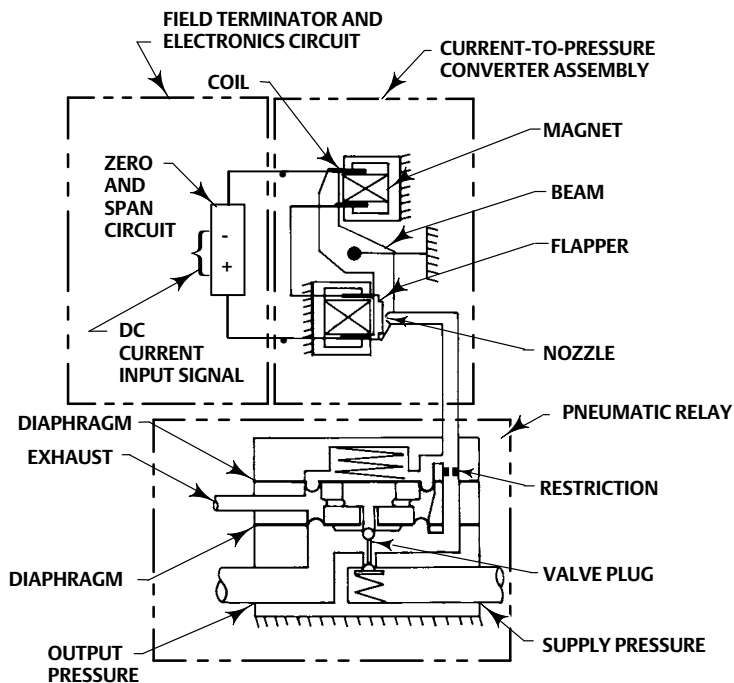 FIELD TERMINATOR AND
ELECTRONICS CIRCUIT
CURRENT-TO-PRESSURE
CONVERTER ASSEMBLY
COIL
MAGNET
ZERO
AND
SPAN
CIRCUIT
BEAM
-
+
FLAPPER
DC
CURRENT
INPUT SIGNAL
NOZZLE
DIAPHRAGM
PNEUMATIC RELAY
EXHAUST
RESTRICTION
DIAPHRAGM
VALVE PLUG
OUTPUT
PRESSURE
SUPPLY PRESSURE